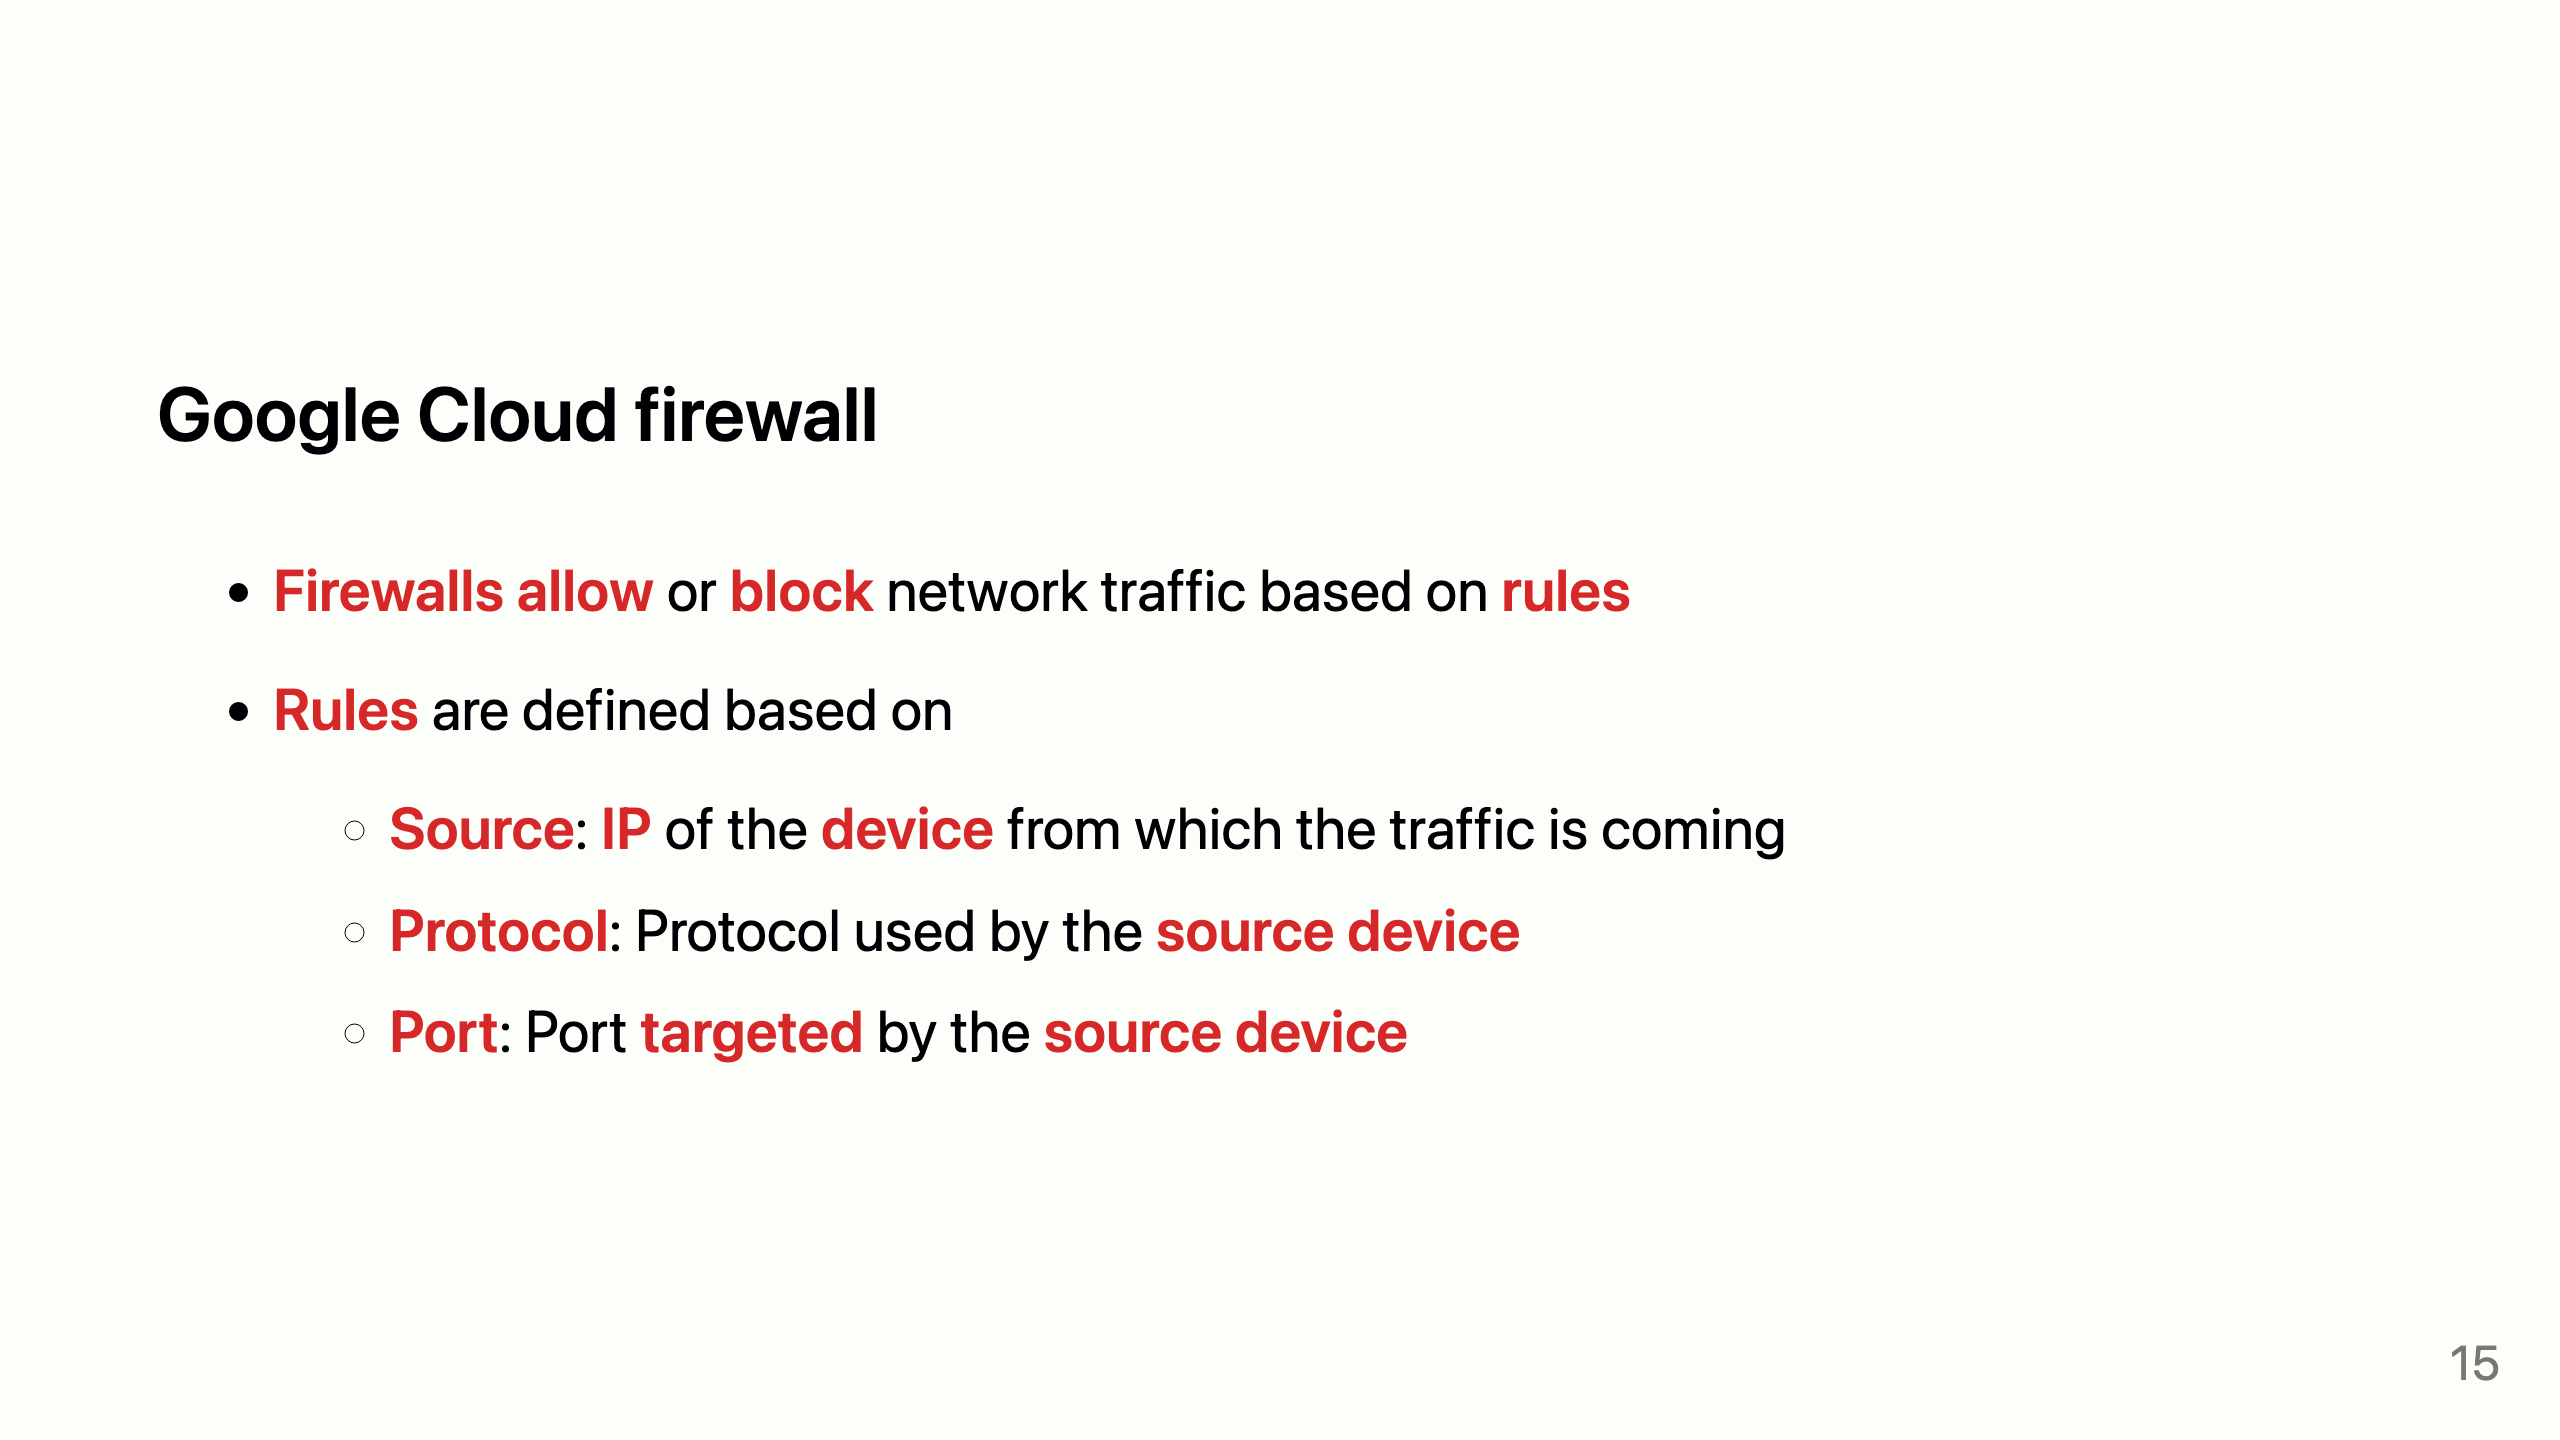 Google Cloud firewall
• Firewalls allow or block network traffic based on rules
• Rules are defined based on
○ Source: IP of the device from which the traffic is coming
○ Protocol: Protocol used by the source device
○ Port: Port targeted by the source device
15